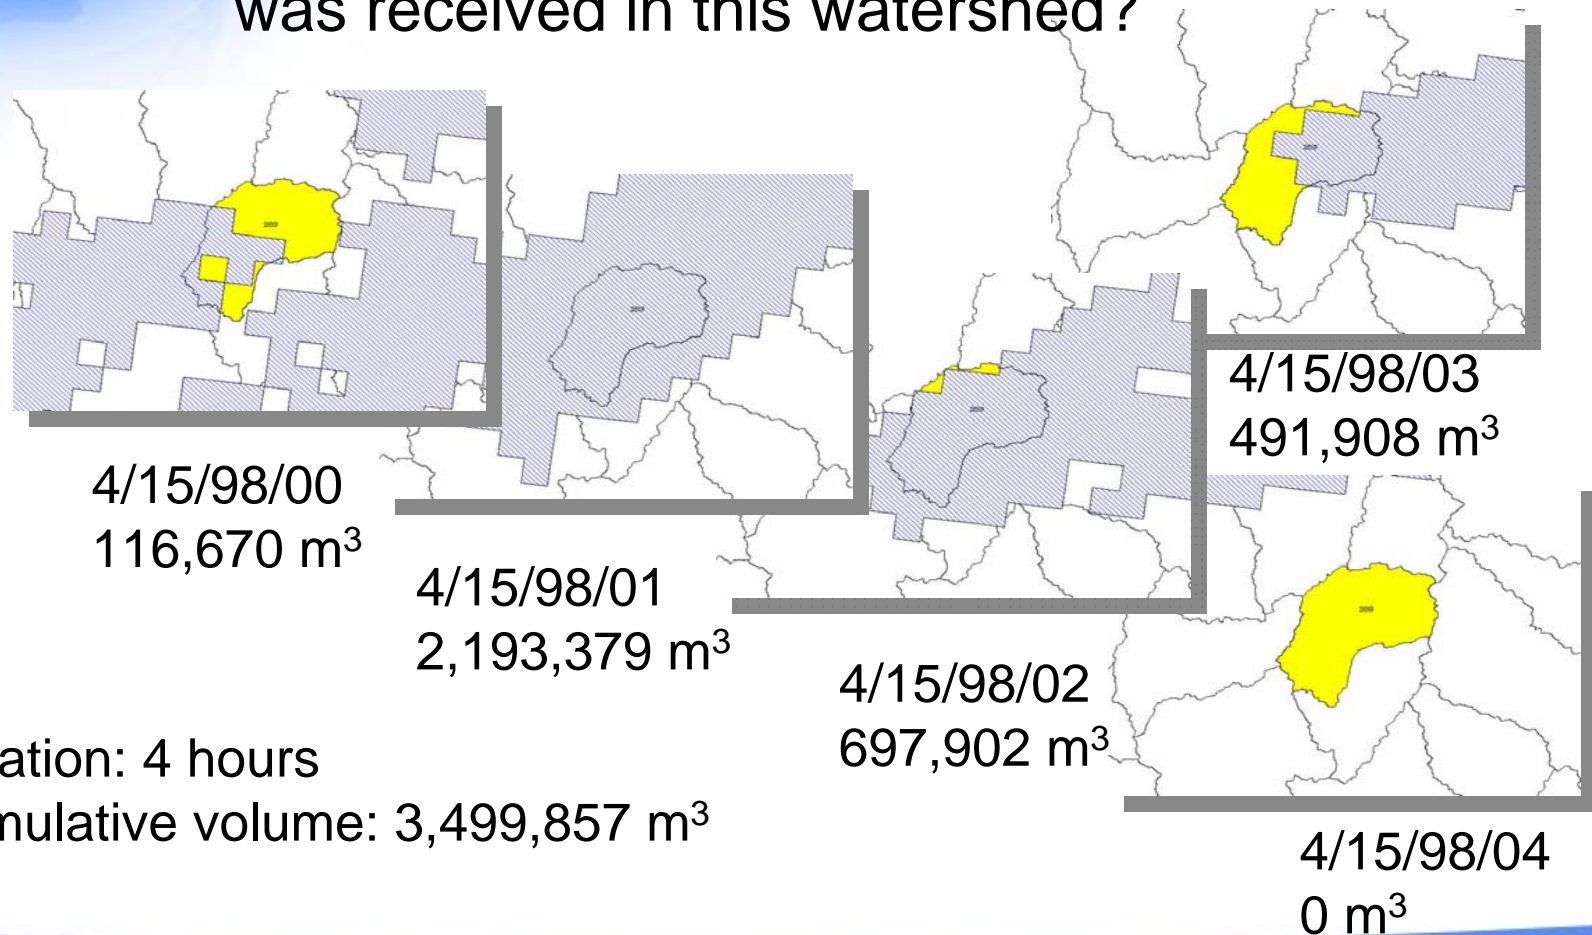 was received in this watershed?
4/15/98/00
116,670 m³
4/15/98/01
2,193,379 m³
4/15/98/02
697,902 m³
4/15/98/03
491,908 m³
4/15/98/04
0 m³
ation: 4 hours
mulative volume: 3,499,857 m³